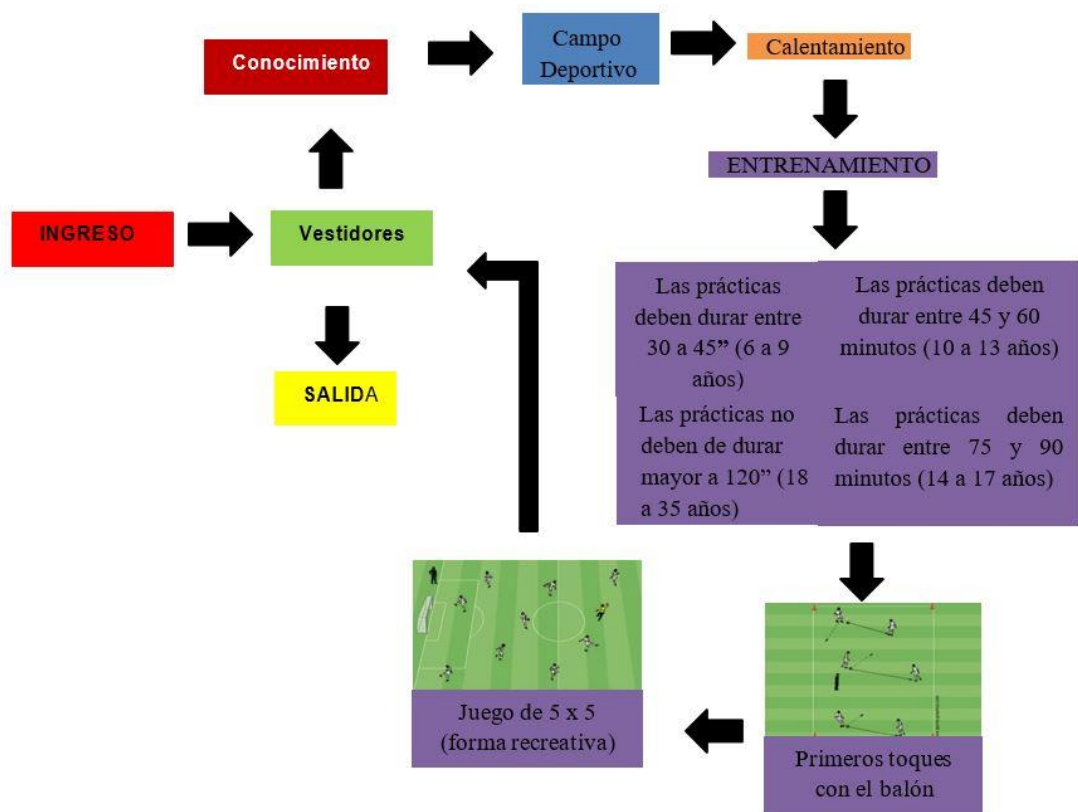 Conocimiento
Campo
Deportivo
Calentamiento
ENTRENAMIENTO
INGRESO
Vestidores
SALIDA
Las prácticas
deben durar entre
30 a 45” (6 a 9
años)
Las prácticas deben
durar entre 45 y 60
minutos (10 a 13 años)
Las prácticas no
deben de durar
mayor a 120” (18
a 35 años)
Las prácticas deben
durar entre 75 y 90
minutos (14 a 17 años)
Juego de 5 x 5
(forma recreativa)
Primeros toques
con el balón